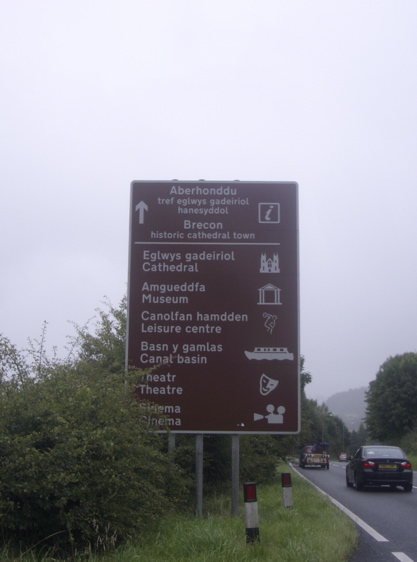 Aberhonddu
tref eglwys gadeiriol
hanesyddol
i
Brecon
historic cathedral town
Eglwys gadeiriol
Cathedral
Amgueddfa
Museum
Canolfan hamdden
Leisure centre
Basn y gamlas
Canal basin
Theatr
Theatre
Sinema
Cinema